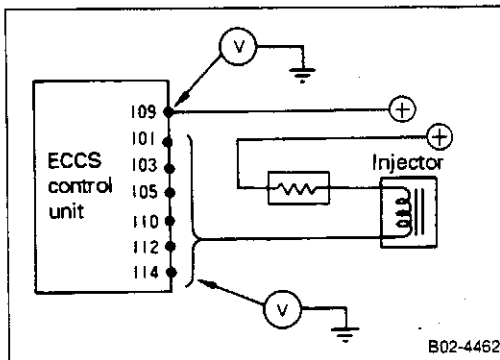 V
109
101
103
105
110
112
114
ECCS
control
unit
+
+
Injector
V
B02-4462